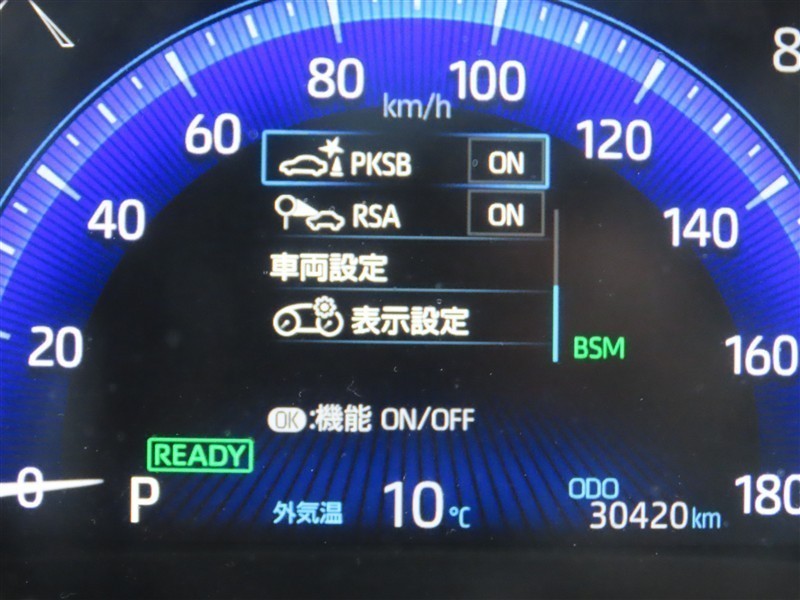 80
100
km/h
60
120
PKSB ON
40
RSA ON
140
車両設定
表示設定
20
BSM
160
OK:機能 ON/OFF
READY
0
P
外気温 10℃
ODO
30420km
180
8